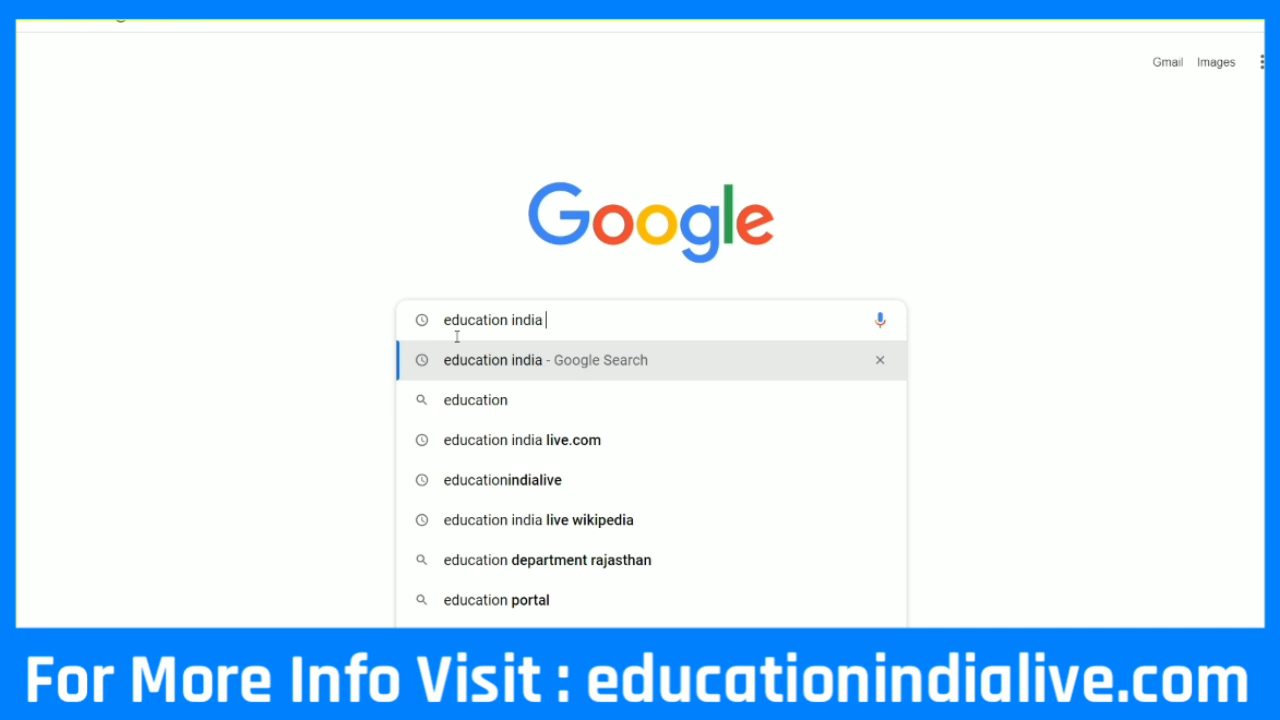 Gmail Images
Google
education india
education india - Google Search
education
education india live.com
educationindialive
education india live wikipedia
education department rajasthan
education portal
For More Info Visit : educationindialive.com